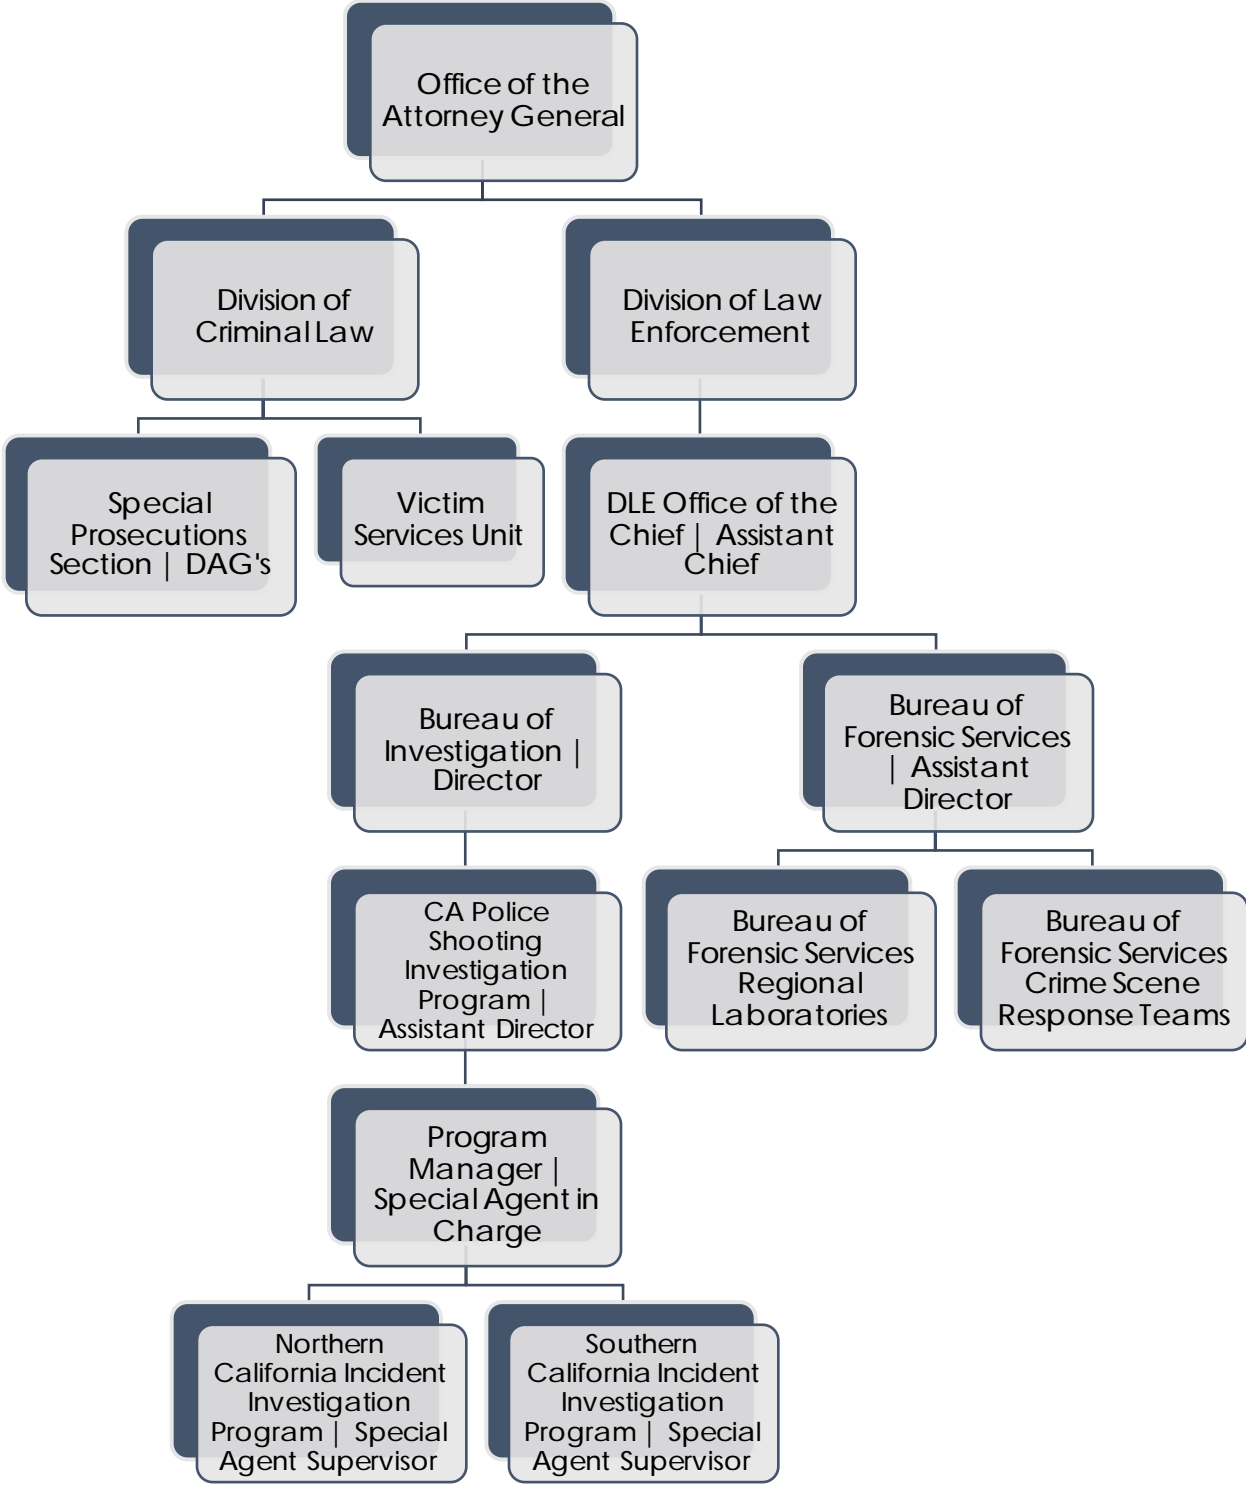 Office of the
Attorney General
Division of
Criminal Law
Division of Law
Enforcement
Special
Prosecutions
Section | DAG's
Victim
Services Unit
DLE Office of the
Chief | Assistant
Chief
Bureau of
Investigation |
Director
Bureau of
Forensic Services
| Assistant
Director
CA Police
Shooting
Investigation
Program |
Assistant Director
Bureau of
Forensic Services
Regional
Laboratories
Bureau of
Forensic Services
Crime Scene
Response Teams
Program
Manager |
Special Agent in
Charge
Northern
California Incident
Investigation
Program | Special
Agent Supervisor
Southern
California Incident
Investigation
Program | Special
Agent Supervisor